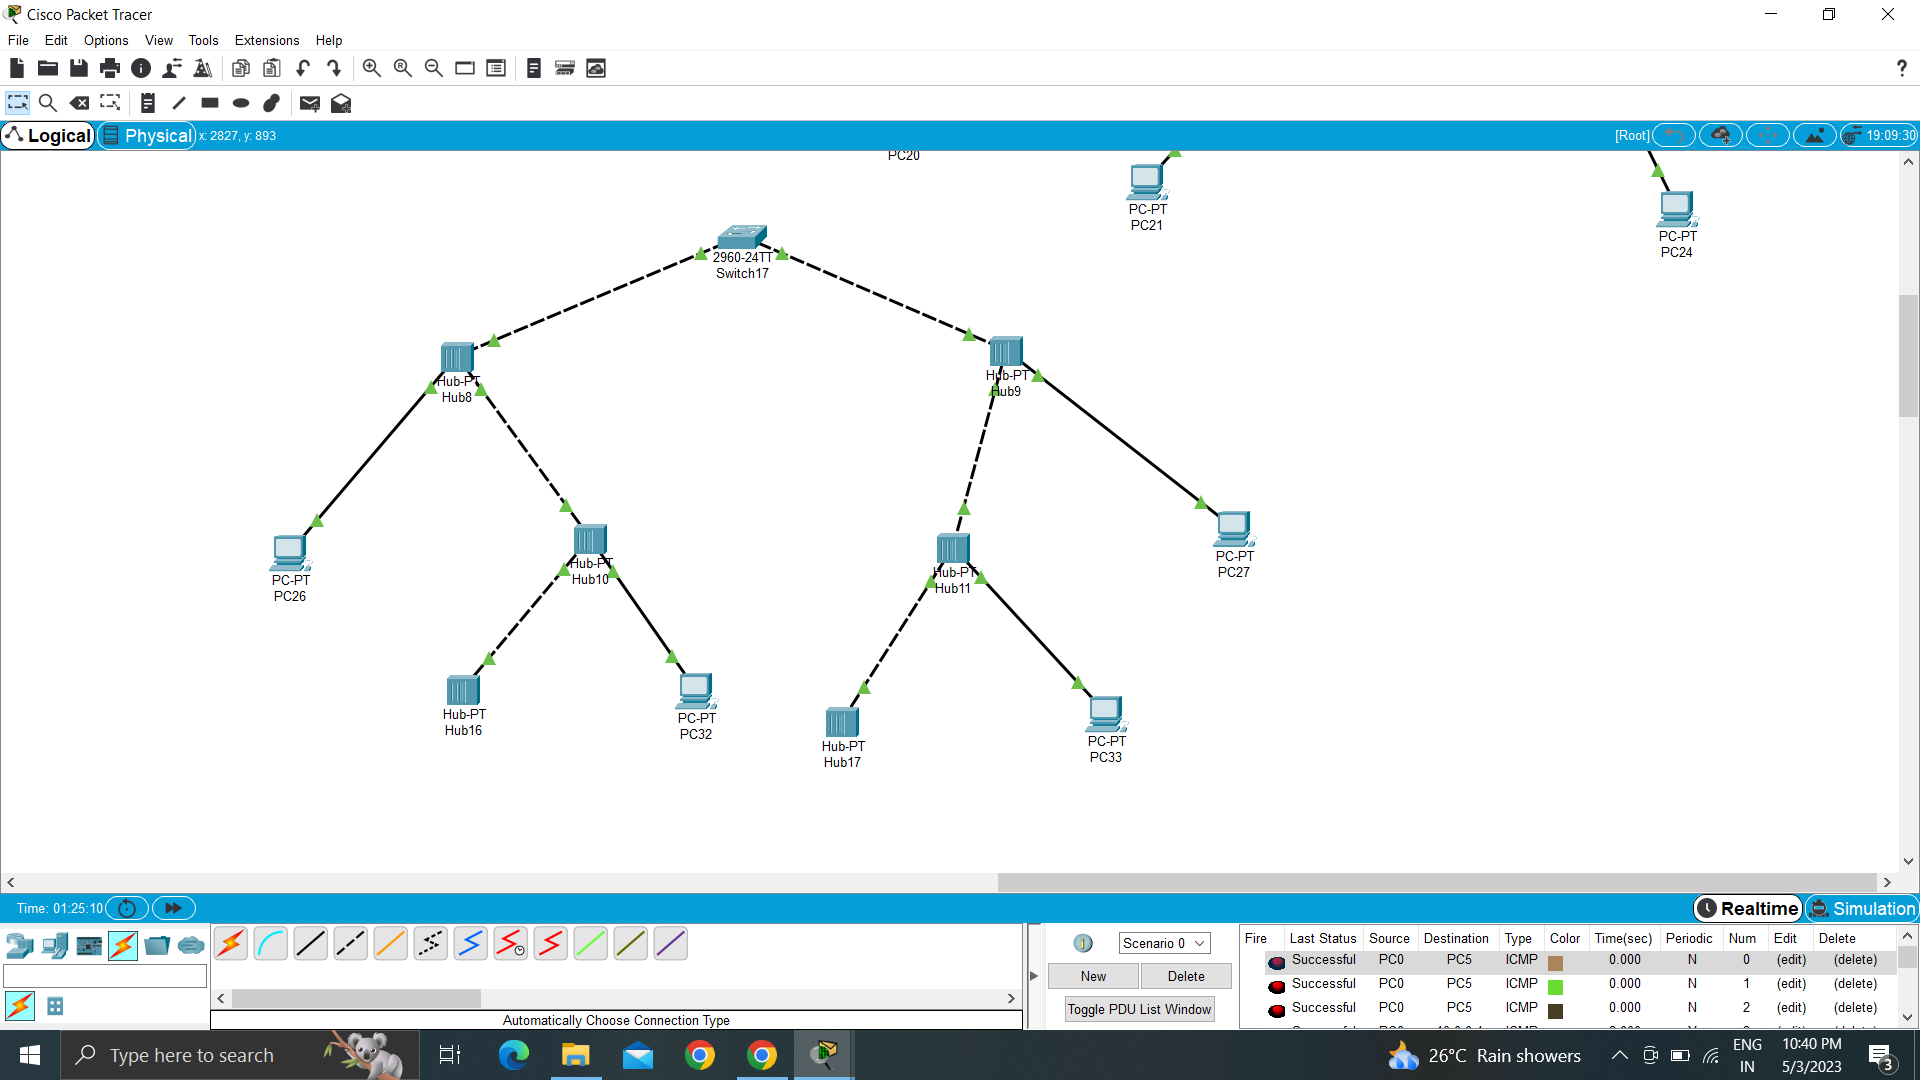 Cisco Packet Tracer
File Edit Options View Tools Extensions Help
?
Logical Physical x: 2827, y: 893 [Root] 19:09:30
PC20
PC-PT
PC21
PC-PT
PC24
2960-24TT
Switch17
Hub-PT
Hub8
Hub-PT
Hub9
PC-PT
PC26
Hub-PT
Hub10
Hub-PT
Hub11
PC-PT
PC27
Hub-PT
Hub16
PC-PT
PC32
Hub-PT
Hub17
PC-PT
PC33
Time: 01:25:10 Realtime Simulation
Scenario 0
New Delete
Toggle PDU List Window
Fire Last Status Source Destination Type Color Time(sec) Periodic Num Edit Delete
Successful PC0 PC5 ICMP 0.000 N 0 (edit) (delete)
Successful PC0 PC5 ICMP 0.000 N 1 (edit) (delete)
Successful PC0 PC5 ICMP 0.000 N 2 (edit) (delete)
Automatically Choose Connection Type
Type here to search
26°C Rain showers
ENG
IN
10:40 PM
5/3/2023
3